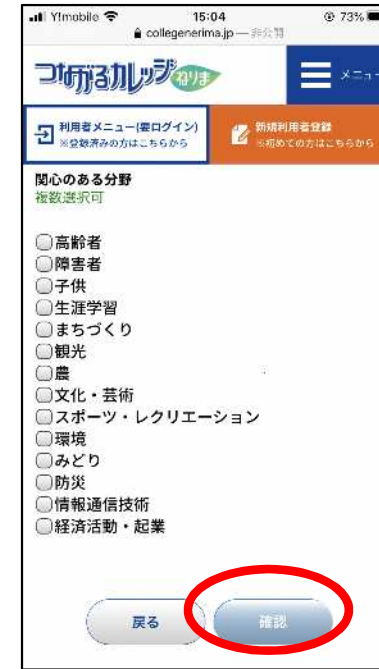 Y!mobile 15:04 73%
collegenerima.jp — 非公開
つながるカレッジねりま
メニュー
利用者メニュー(要ログイン)
※登録済みの方はこちらから
新規利用者登録
※初めての方はこちらから
関心のある分野
複数選択可
高齢者
障害者
子供
生涯学習
まちづくり
観光
農
文化・芸術
スポーツ・レクリエーション
環境
みどり
防災
情報通信技術
経済活動・起業
戻る
確認